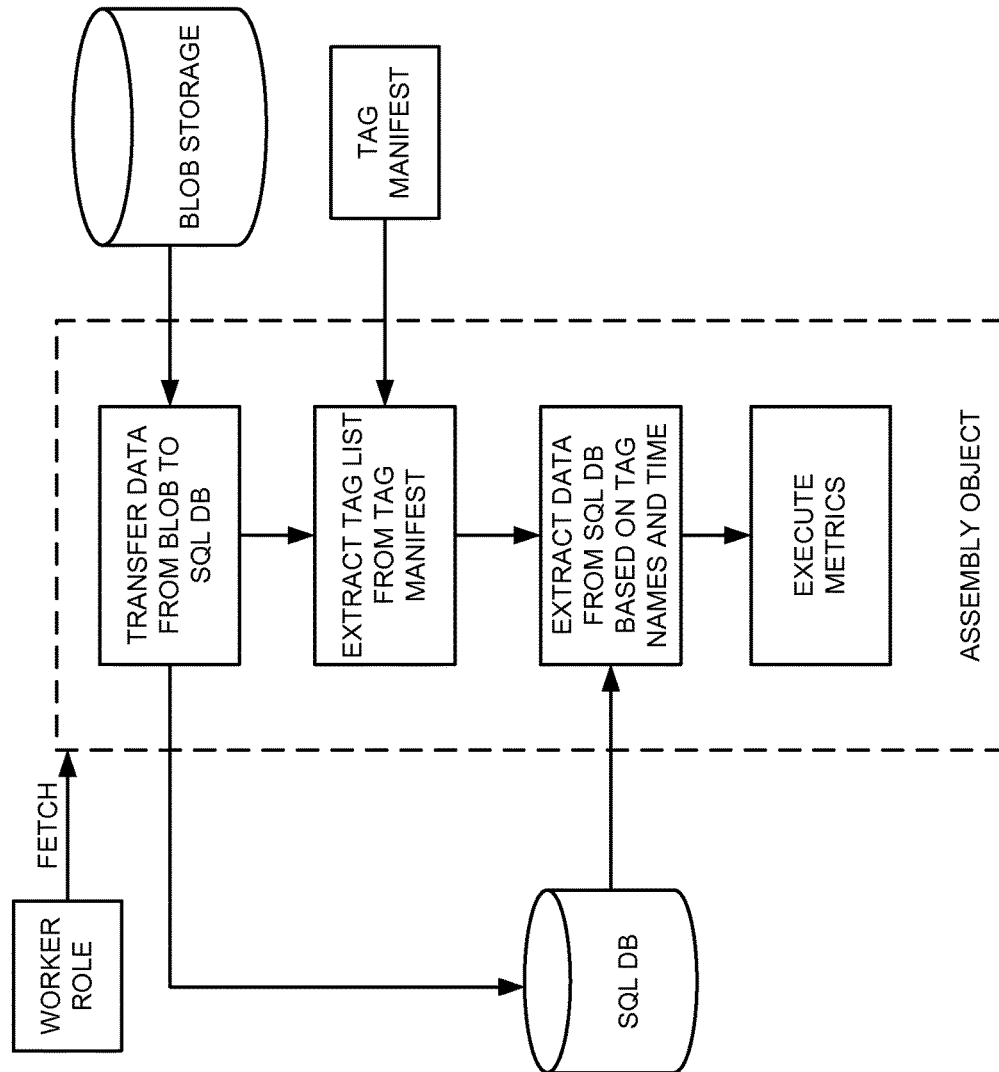 WORKER
ROLE
FETCH
BLOB STORAGE
TRANSFER DATA
FROM BLOB TO
SQL DB
TAG
MANIFEST
EXTRACT TAG LIST
FROM TAG
MANIFEST
SQL DB
EXTRACT DATA
FROM SQL DB
BASED ON TAG
NAMES AND TIME
EXECUTE
METRICS
ASSEMBLY OBJECT